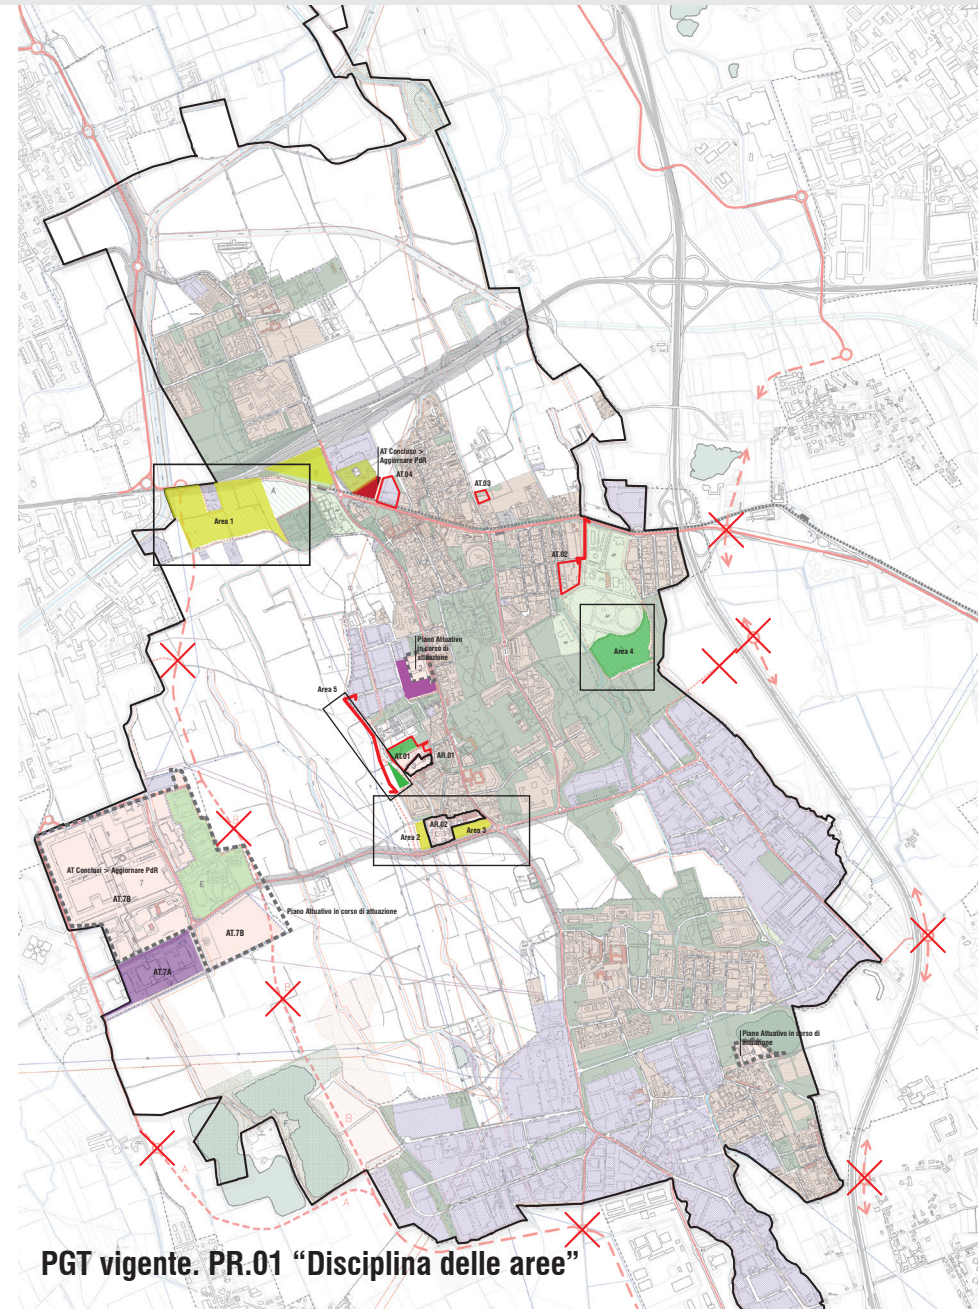 AT Concluso >
Aggiornare PdR
AT.04
AT.03
B
A
Area 1
AT.02
Area 4
Piano Attuativo
in corso di
attuazione
2
Area 5
AT.01
AR.01
AR.02
Area 2
Area 3
AT Conclusi > Aggiornare PdR
7
E
AT.7B
Piano Attuativo in corso di attuazione
AT.7B
AT.7A
B
Piano Attuativo in corso di
attuazione
B
A
A
PGT vigente. PR.01 “Disciplina delle aree”